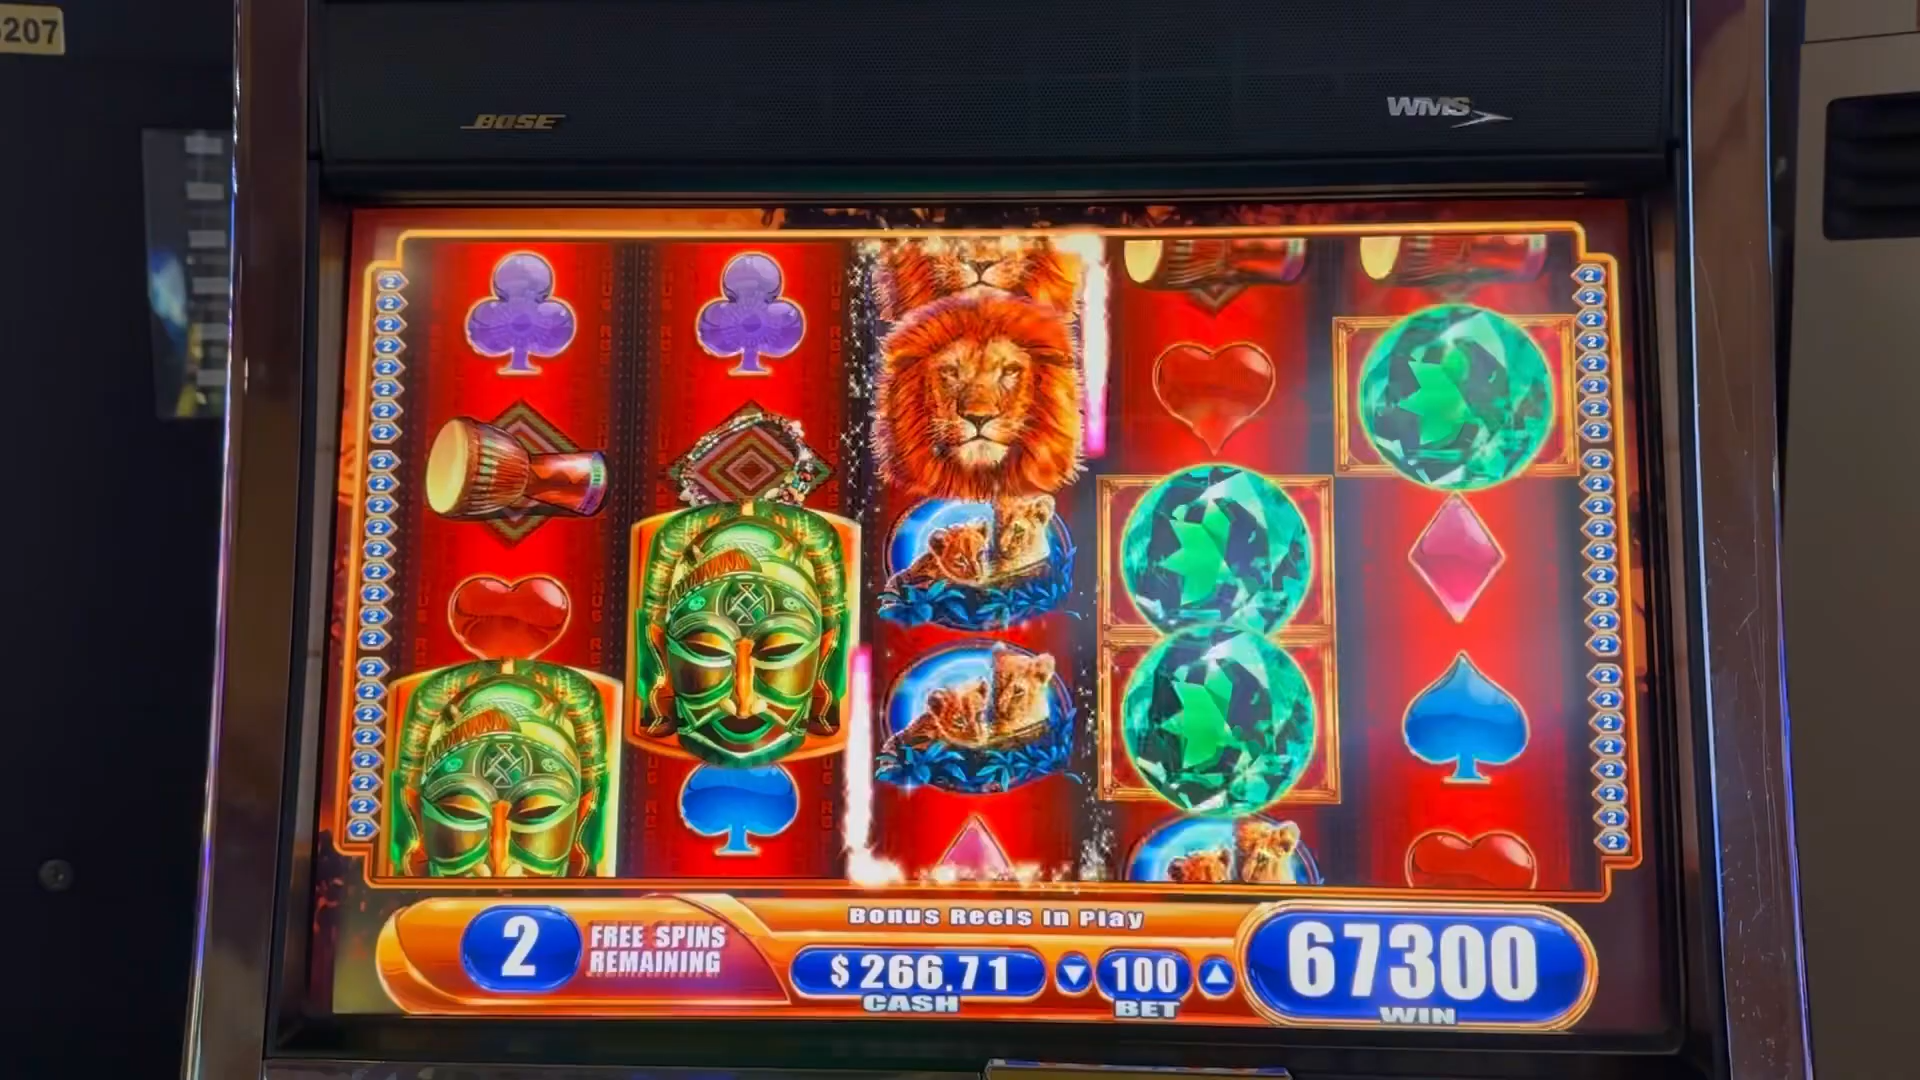 207
BOSE
WMS
2
FREE SPINS
REMAINING
Bonus Reels in Play
$266.71
CASH
100
BET
67300
WIN